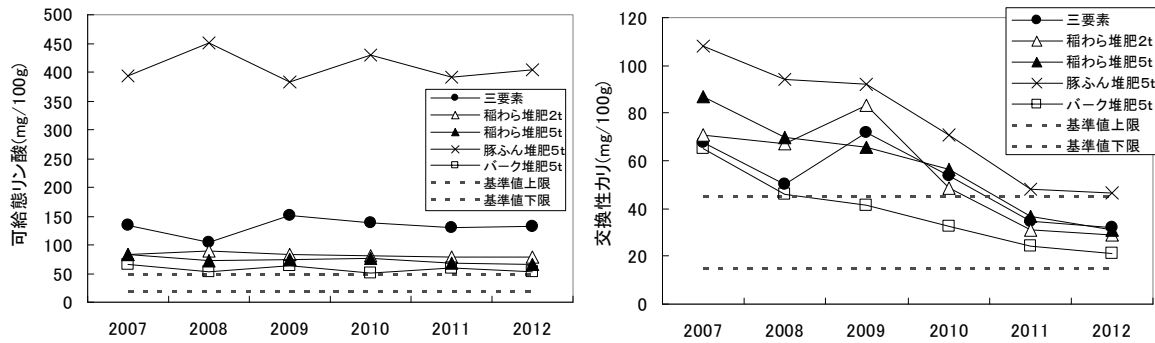 可給態リン酸(mg/100g)
500
450
400
350
300
250
200
150
100
50
0
三要素
稲わら堆肥2t
稲わら堆肥5t
豚ふん堆肥5t
バーク堆肥5t
基準値上限
基準値下限
2007 2008 2009 2010 2011 2012
交換性カリ(mg/100g)
120
100
80
60
40
20
0
三要素
稲わら堆肥2t
稲わら堆肥5t
豚ふん堆肥5t
バーク堆肥5t
基準値上限
基準値下限
2007 2008 2009 2010 2011 2012